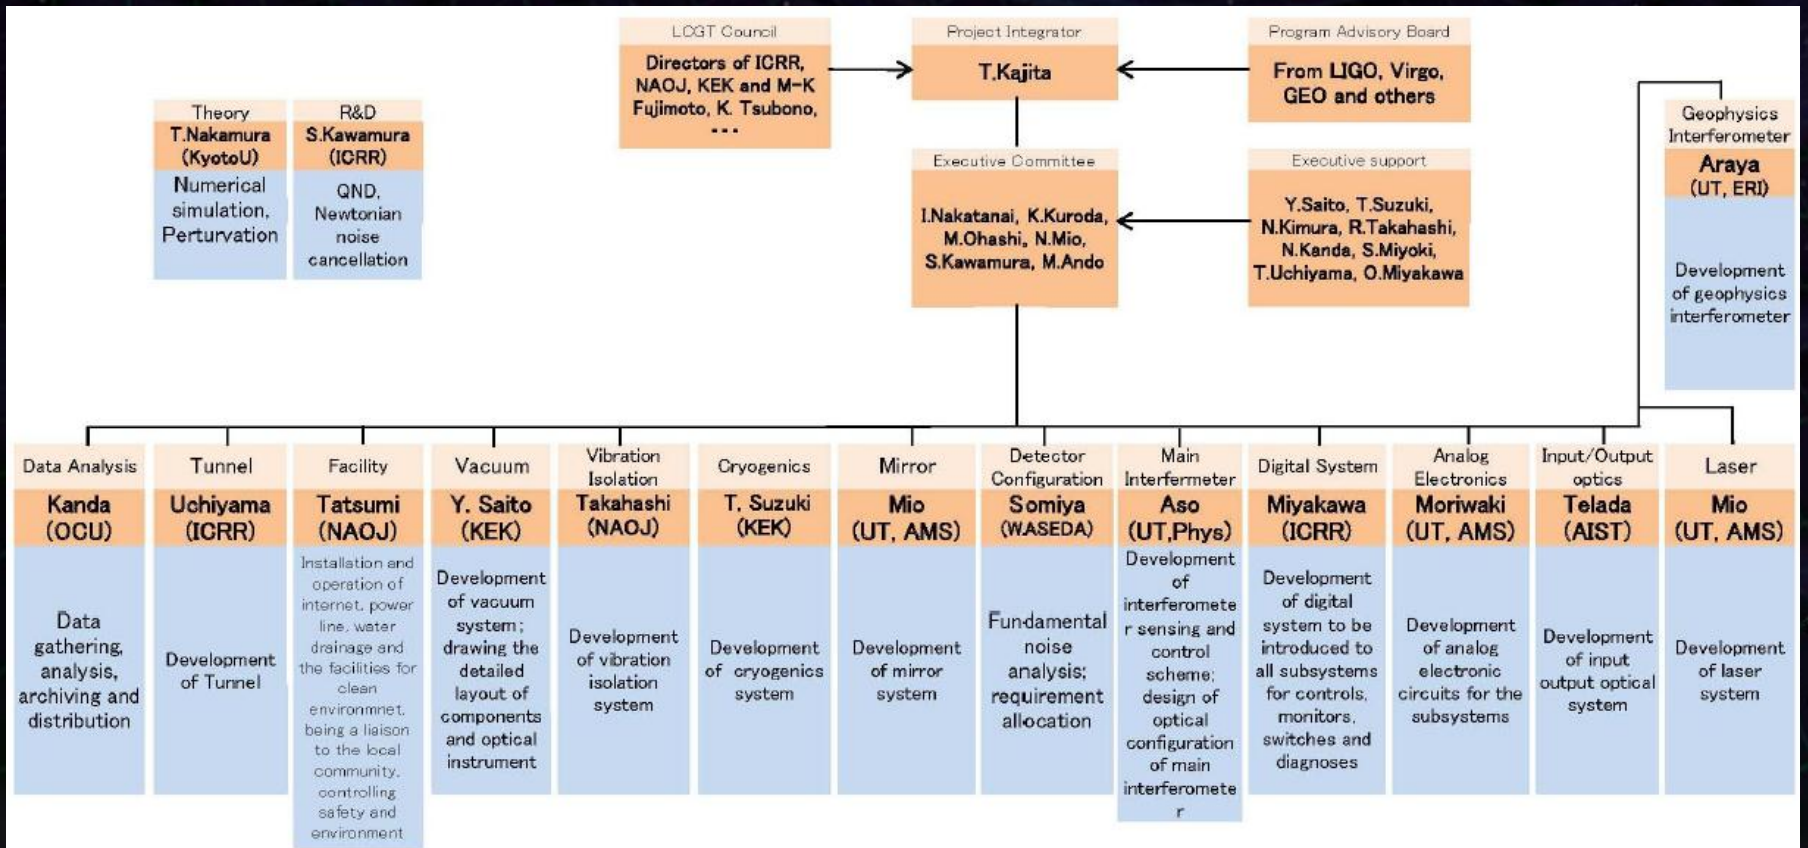 LCGT Council
Directors of ICRR,
NAOJ, KEK and M-K
Fujimoto, K. Tsubono,
...
Project Integrator
T.Kajita
Program Advisory Board
From LIGO, Virgo,
GEO and others
Theory
T.Nakamura
(KyotoU)
Numerical
simulation,
Perturvation
R&D
S.Kawamura
(ICRR)
QND,
Newtonian
noise
cancellation
Executive Committee
I.Nakatanai, K.Kuroda,
M.Ohashi, N.Mio,
S.Kawamura, M.Ando
Executive support
Y.Saito, T.Suzuki,
N.Kimura, R.Takahashi,
N.Kanda, S.Miyoki,
T.Uchiyama, O.Miyakawa
Geophysics
Interferometer
Araya
(UT, ERI)
Development
of geophysics
interferometer
Data Analysis
Kanda
(OCU)
Data
gathering,
analysis,
archiving and
distribution
Tunnel
Uchiyama
(ICRR)
Development
of Tunnel
Facility
Tatsumi
(NAOJ)
Installation and
operation of
internet, power
line, water
drainage and
the facilities for
clean
environmnet,
being a liaison
to the local
community,
controlling
safety and
environment
Vacuum
Y. Saito
(KEK)
Development
of vacuum
system;
drawing the
detailed
layout of
components
and optical
instrument
Vibration
Isolation
Takahashi
(NAOJ)
Development
of vibration
isolation
system
Cryogenics
T. Suzuki
(KEK)
Development
of cryogenics
system
Mirror
Mio
(UT, AMS)
Development
of mirror
system
Detector
Configuration
Somiya
(WASEDA)
Fundamental
noise
analysis;
requirement
allocation
Main
Interfermeter
Aso
(UT,Phys)
Development
of
interferomete
r sensing and
control
scheme;
design of
optical
configuration
of main
interferomete
r
Digital System
Miyakawa
(ICRR)
Development
of digital
system to be
introduced to
all subsystems
for controls,
monitors,
switches and
diagnoses
Analog
Electronics
Moriwaki
(UT, AMS)
Development
of analog
electronic
circuits for the
subsystems
Input/Output
optics
Telada
(AIST)
Development
of input
output optical
system
Laser
Mio
(UT, AMS)
Development
of laser
system